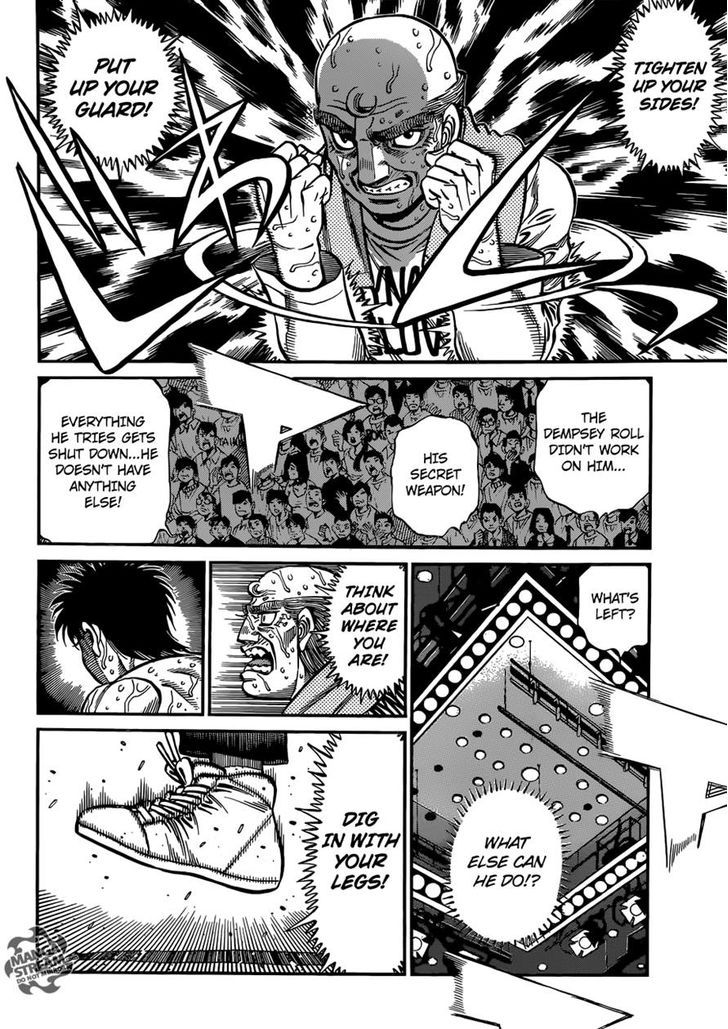 TIGHTEN
UP YOUR
SIDES!
PUT
UP YOUR
GUARD!
THE
DEMPSEY ROLL
DIDN'T WORK
ON HIM...
HIS
SECRET
WEAPON!
EVERYTHING
HE TRIES GETS
SHUT DOWN...HE
DOESN'T HAVE
ANYTHING
ELSE!
WHAT'S
LEFT?
WHAT
ELSE CAN
HE DO!?
THINK
ABOUT
WHERE
YOU
ARE!
DIG
IN WITH
YOUR
LEGS!
MANGA
STREAM